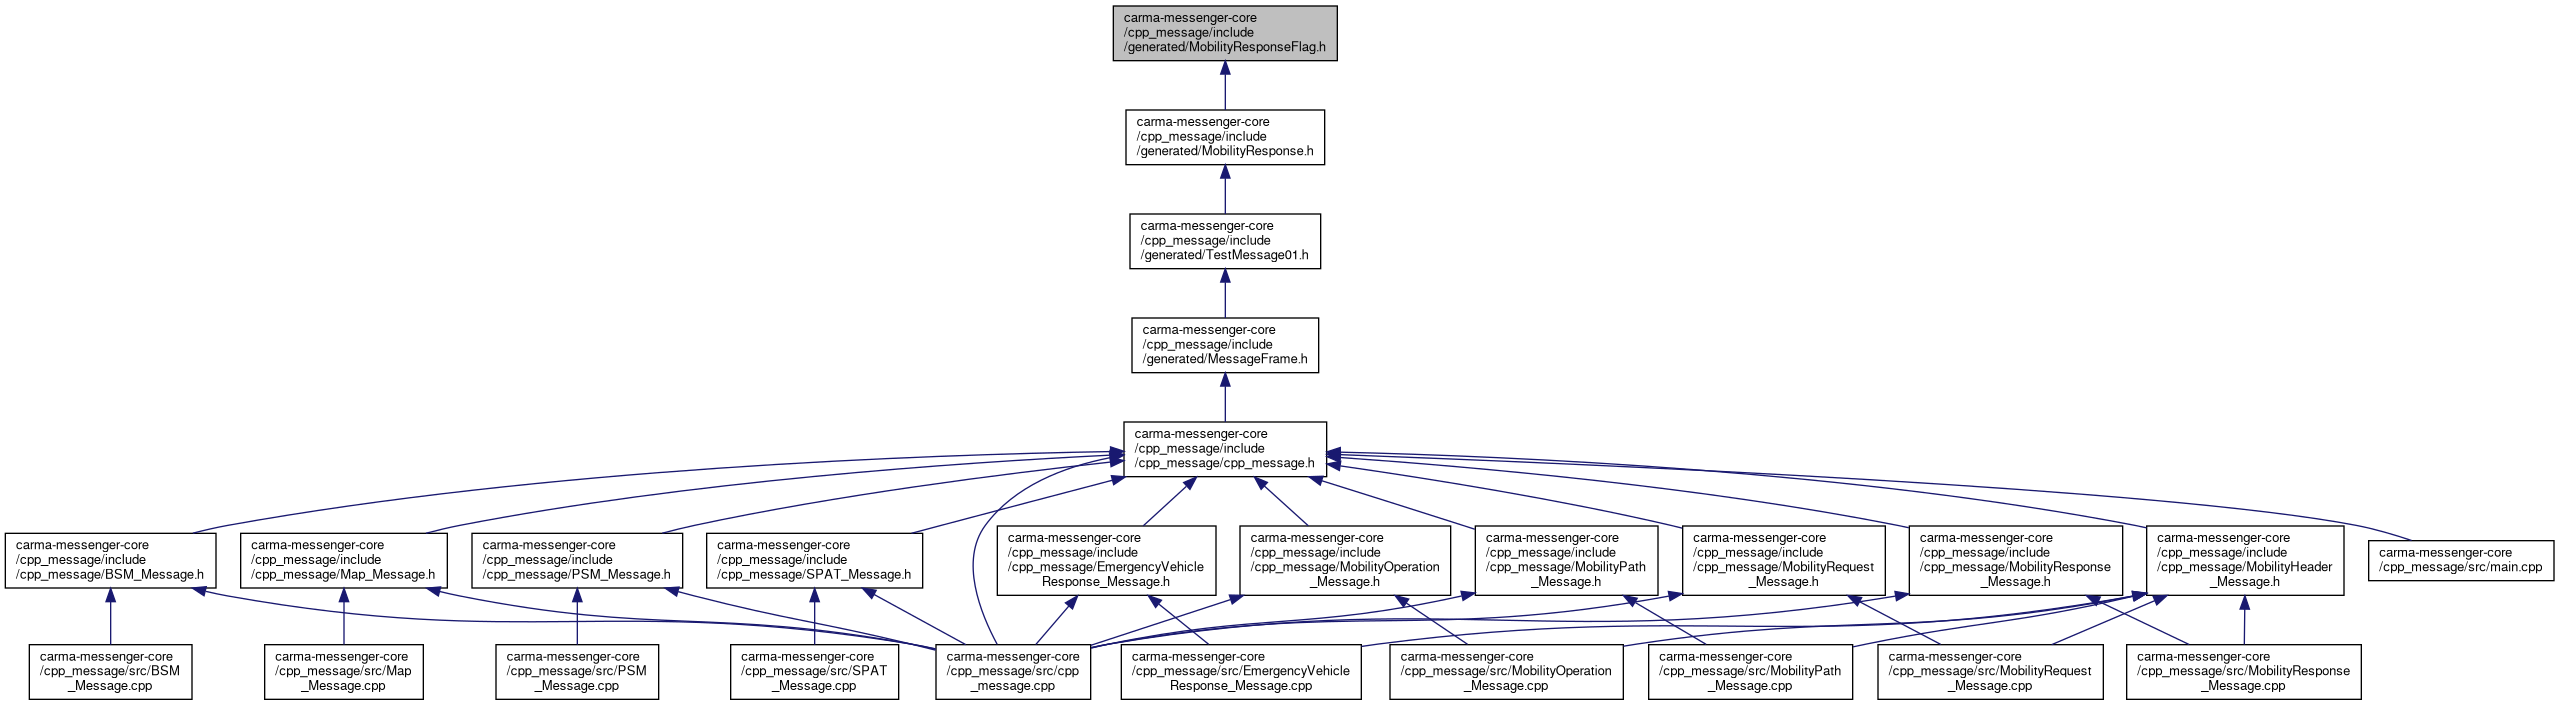 carma-messenger-core
/cpp_message/include
/generated/MobilityResponseFlag.h
carma-messenger-core
/cpp_message/include
/generated/MobilityResponse.h
carma-messenger-core
/cpp_message/include
/generated/TestMessage01.h
carma-messenger-core
/cpp_message/include
/generated/MessageFrame.h
carma-messenger-core
/cpp_message/include
/cpp_message/cpp_message.h
carma-messenger-core
/cpp_message/include
/cpp_message/BSM_Message.h
carma-messenger-core
/cpp_message/include
/cpp_message/Map_Message.h
carma-messenger-core
/cpp_message/include
/cpp_message/PSM_Message.h
carma-messenger-core
/cpp_message/include
/cpp_message/SPAT_Message.h
carma-messenger-core
/cpp_message/include
/cpp_message/EmergencyVehicle
Response_Message.h
carma-messenger-core
/cpp_message/include
/cpp_message/MobilityOperation
_Message.h
carma-messenger-core
/cpp_message/include
/cpp_message/MobilityPath
_Message.h
carma-messenger-core
/cpp_message/include
/cpp_message/MobilityRequest
_Message.h
carma-messenger-core
/cpp_message/include
/cpp_message/MobilityResponse
_Message.h
carma-messenger-core
/cpp_message/include
/cpp_message/MobilityHeader
_Message.h
carma-messenger-core
/cpp_message/src/main.cpp
carma-messenger-core
/cpp_message/src/BSM
_Message.cpp
carma-messenger-core
/cpp_message/src/Map
_Message.cpp
carma-messenger-core
/cpp_message/src/PSM
_Message.cpp
carma-messenger-core
/cpp_message/src/SPAT
_Message.cpp
carma-messenger-core
/cpp_message/src/cpp
_message.cpp
carma-messenger-core
/cpp_message/src/EmergencyVehicle
Response_Message.cpp
carma-messenger-core
/cpp_message/src/MobilityOperation
_Message.cpp
carma-messenger-core
/cpp_message/src/MobilityPath
_Message.cpp
carma-messenger-core
/cpp_message/src/MobilityRequest
_Message.cpp
carma-messenger-core
/cpp_message/src/MobilityResponse
_Message.cpp